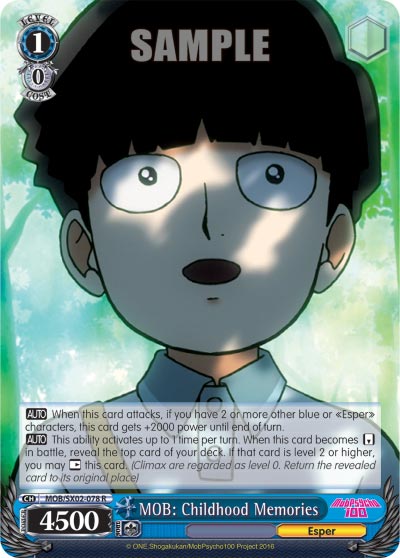 LEVEL
1
0
COST
SAMPLE
AUTO When this card attacks, if you have 2 or more other blue or «Esper»
characters, this card gets +2000 power until end of turn.
AUTO This ability activates up to 1 time per turn. When this card becomes
in battle, reveal the top card of your deck. If that card is level 2 or higher,
you may this card. (Climax are regarded as level 0. Return the revealed
card to its original place)
CH MOB/SX02-078 R
POWER
4500
MOB: Childhood Memories
MobPsycho
100
Esper
© ONE,Shogakukan/MobPsycho100 Project 2016